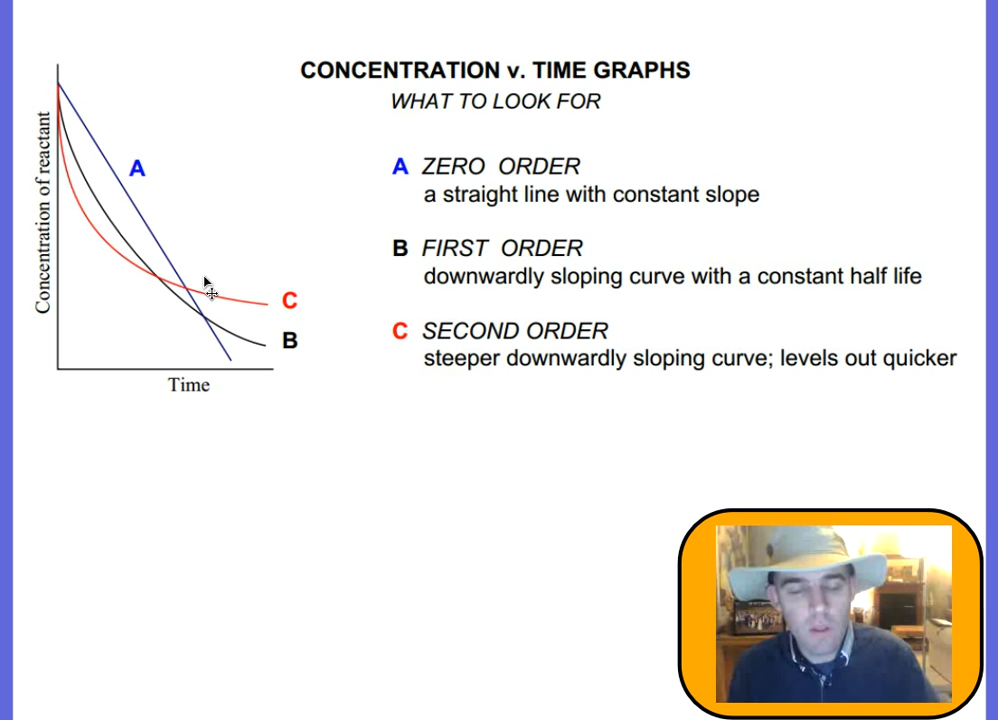 CONCENTRATION v. TIME GRAPHS
WHAT TO LOOK FOR
Concentration of reactant
A
C
B
Time
A ZERO ORDER
a straight line with constant slope
B FIRST ORDER
downwardly sloping curve with a constant half life
C SECOND ORDER
steeper downwardly sloping curve; levels out quicker